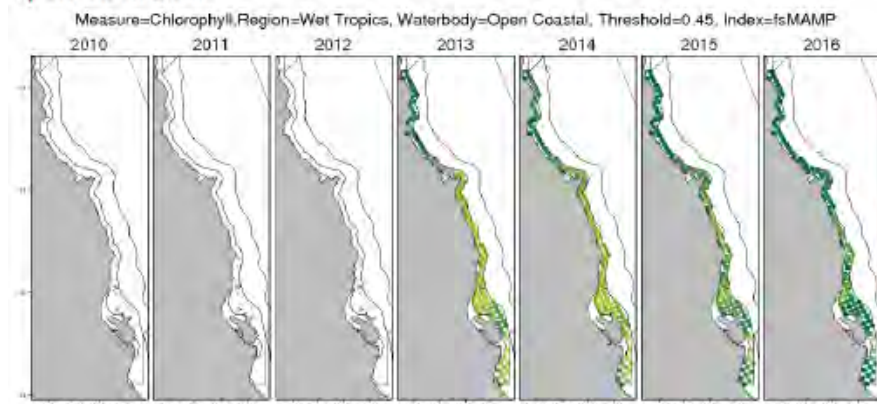 Measure=Chlorophyll,Region=Wet Tropics, Waterbody=Open Coastal, Threshold=0.45, Index=fsMAMP
2010 2011 2012 2013 2014 2015 2016